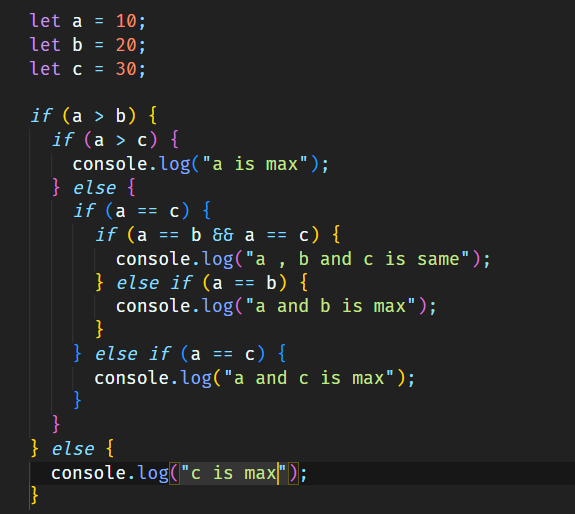 let a = 10;
let b = 20;
let c = 30;

if (a > b) {
  if (a > c) {
    console.log("a is max");
  } else {
    if (a == c) {
      if (a == b && a == c) {
        console.log("a , b and c is same");
      } else if (a == b) {
        console.log("a and b is max");
      }
    } else if (a == c) {
      console.log("a and c is max");
    }
  }
} else {
  console.log("c is max");
}